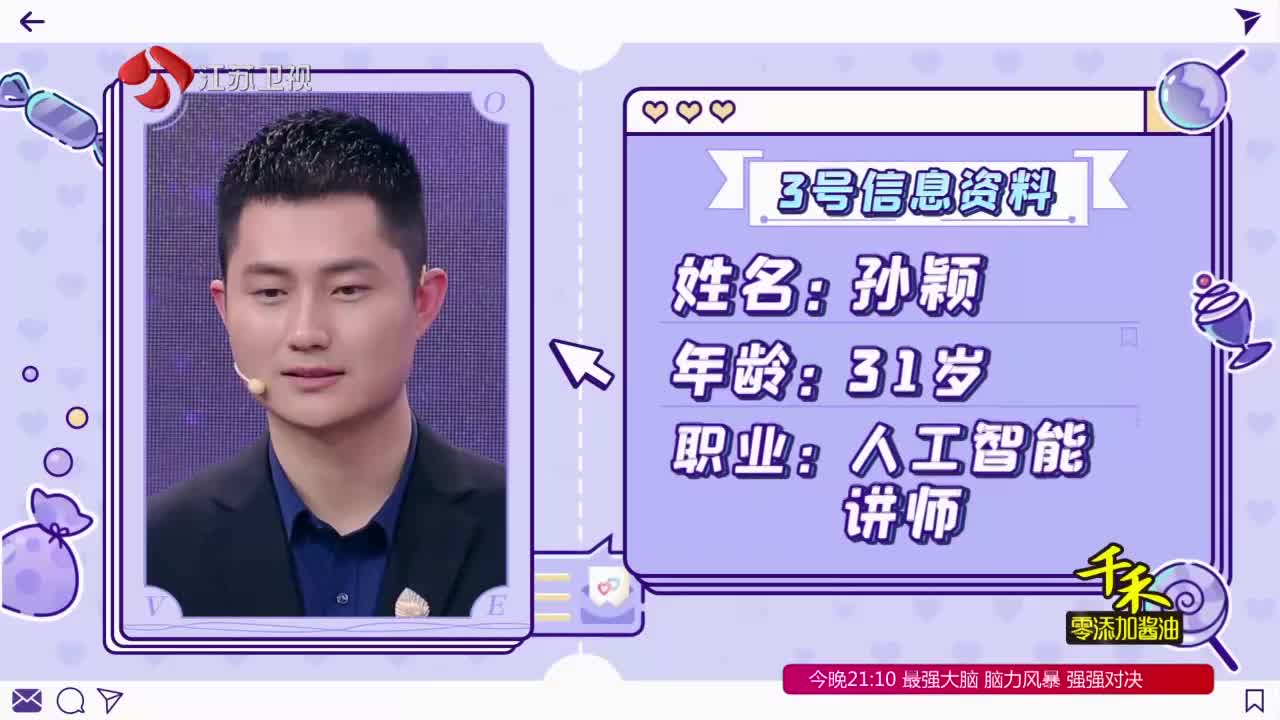 江苏卫视
O
V
E
3号信息资料
姓名：孙颖
年龄：31岁
职业：人工智能
讲师
千禾
零添加酱油
今晚21:10 最强大脑 脑力风暴 强强对决